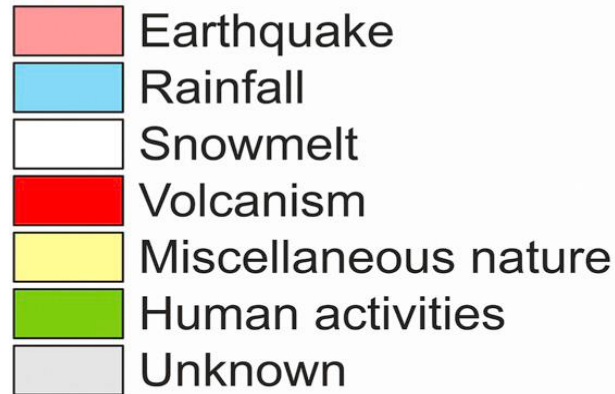 Earthquake
Rainfall
Snowmelt
Volcanism
Miscellaneous nature
Human activities
Unknown